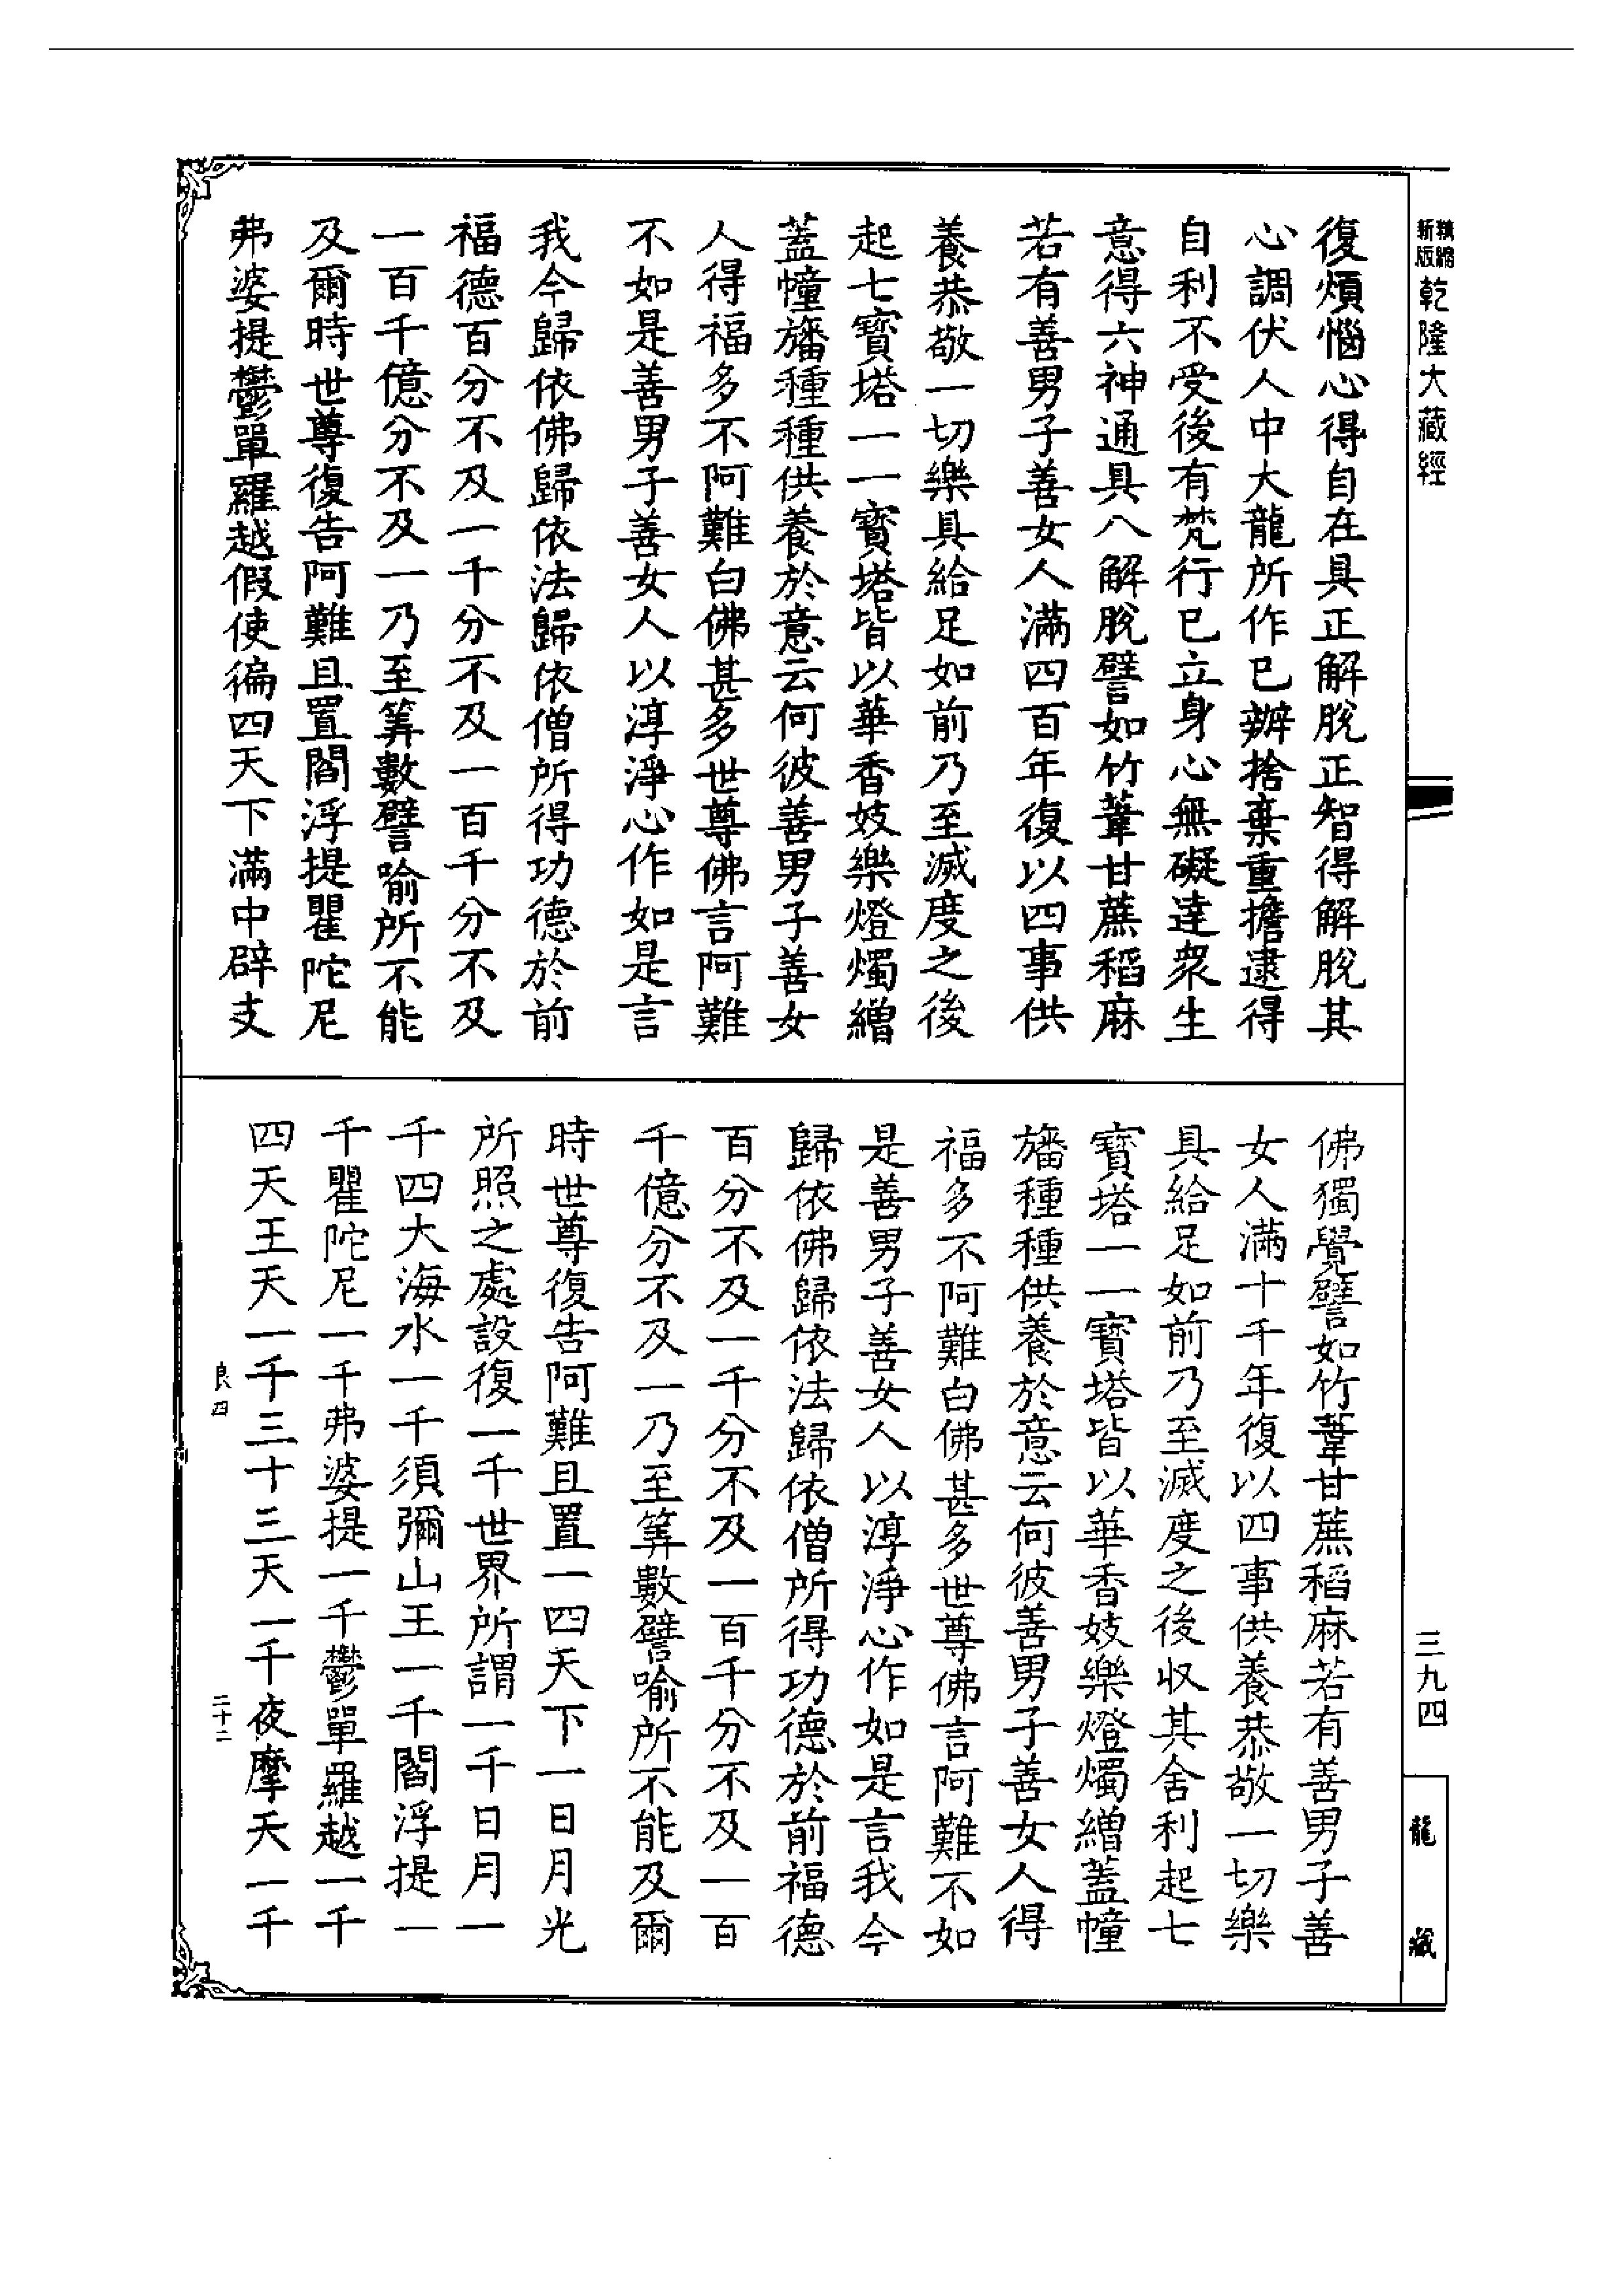 新版
乾隆大藏經
復煩惱心得自在具正解脫正智得解脫其
心調伏人中大龍所作已辦捨棄重擔逮得
自利不受後有梵行已立身心無礙達衆生
意得六神通具八解脫譬如竹葦甘蔗稻麻
若有善男子善女人滿四百年復以四事供
養恭敬一切樂具給足如前乃至滅度之後
起七寶塔一一寶塔皆以華香妓樂燈燭繒
蓋幢旛種種供養於意云何彼善男子善女
人得福多不阿難白佛甚多世尊佛言阿難
不如是善男子善女人以淳淨心作如是言
我今歸依佛歸依法歸依僧所得功德於前
福德百分不及一千分不及一百千分不及
一百千億分不及一乃至筭數譬喻所不能
及爾時世尊復告阿難且置閻浮提瞿陀尼
弗婆提鬱單羅越假使徧四天下滿中辟支
佛獨覺譬如竹葦甘蔗稻麻若有善男子善
女人滿十千年復以四事供養恭敬一切樂
具給足如前乃至滅度之後收其舍利起七
寶塔一一寶塔皆以華香妓樂燈燭繒蓋幢
旛種種供養於意云何彼善男子善女人得
福多不阿難白佛甚多世尊佛言阿難不如
是善男子善女人以淳淨心作如是言我今
歸依佛歸依法歸依僧所得功德於前福德
百分不及一千分不及一百千分不及一百
千億分不及一乃至筭數譬喻所不能及爾
時世尊復告阿難且置一四天下一日月光
所照之處設復一千世界所謂一千日月一
千四大海水一千須彌山王一千閻浮提一
千瞿陀尼一千弗婆提一千鬱單羅越一千
四天王天一千三十三天一千夜摩天一千
良四
二十二
三九四
龍藏